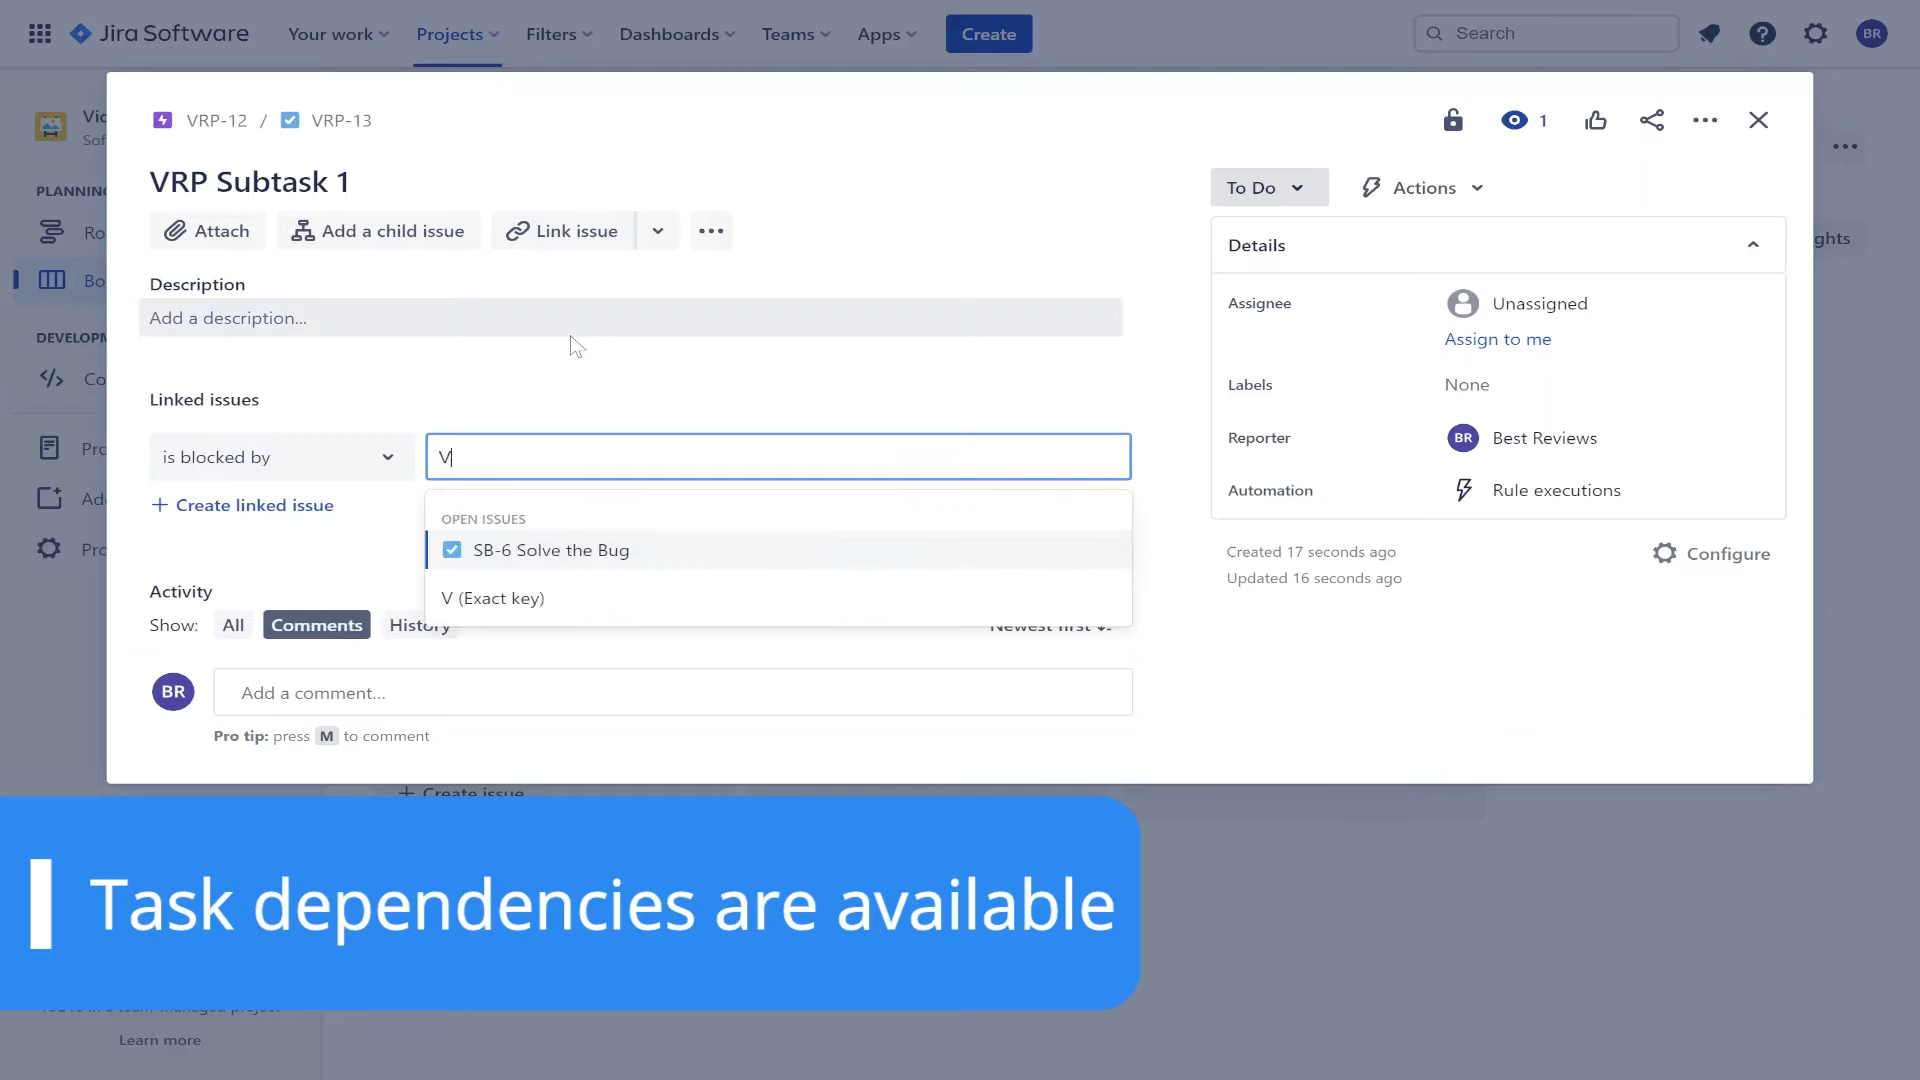 Jira Software
Your work
Projects
Filters
Dashboards
Teams
Apps
Create
Search
BR
VRP-12 / VRP-13
1
VRP Subtask 1
To Do
Actions
Attach
Add a child issue
Link issue
Description
Add a description...
Linked issues
is blocked by
V
Create linked issue
OPEN ISSUES
SB-6 Solve the Bug
V (Exact key)
Activity
Show:
All
Comments
History
Newest first
BR
Add a comment...
Pro tip: press M to comment
Details
Assignee
Unassigned
Assign to me
Labels
None
Reporter
BR
Best Reviews
Automation
Rule executions
Created 17 seconds ago
Updated 16 seconds ago
Configure
PLANNING
Create issue
Task dependencies are available
Learn more